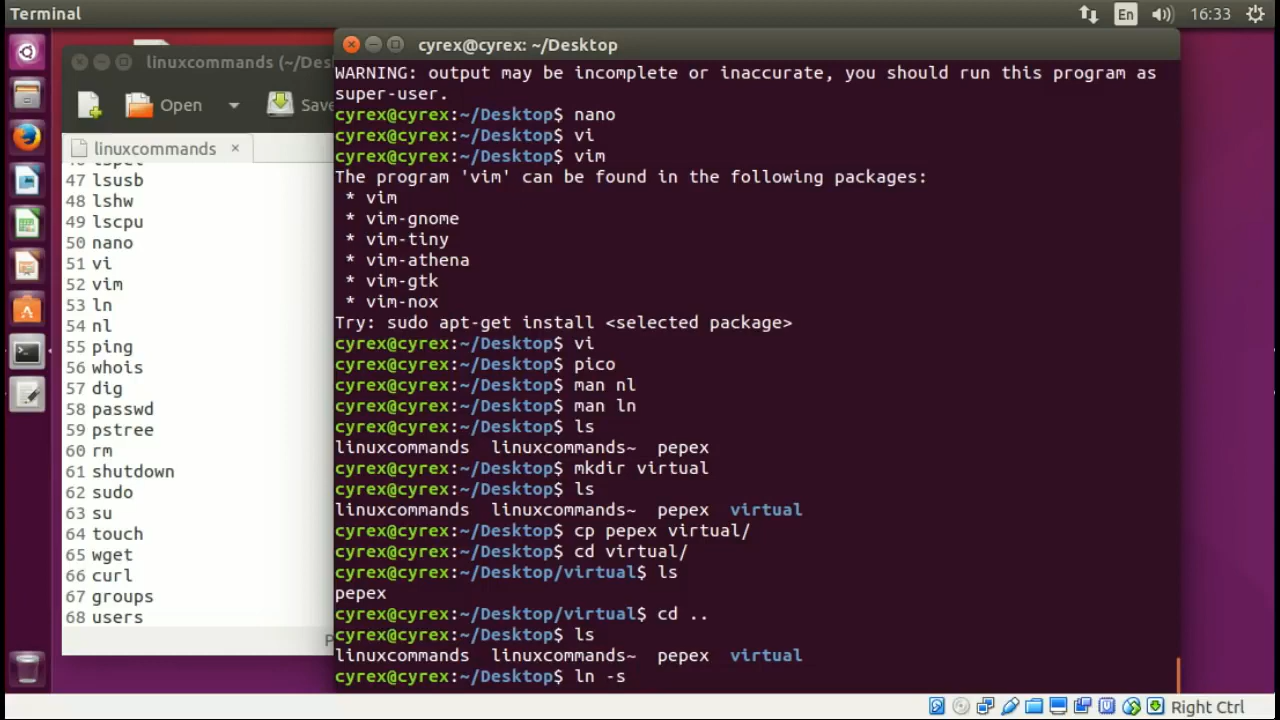 Terminal
En
16:33
linuxcommands (~/Des
Open
Save
linuxcommands ×
47 lsusb
48 lshw
49 lscpu
50 nano
51 vi
52 vim
53 ln
54 nl
55 ping
56 whois
57 dig
58 passwd
59 pstree
60 rm
61 shutdown
62 sudo
63 su
64 touch
65 wget
66 curl
67 groups
68 users
cyrex@cyrex: ~/Desktop
WARNING: output may be incomplete or inaccurate, you should run this program as
super-user.
cyrex@cyrex:~/Desktop$ nano
cyrex@cyrex:~/Desktop$ vi
cyrex@cyrex:~/Desktop$ vim
The program 'vim' can be found in the following packages:
* vim
* vim-gnome
* vim-tiny
* vim-athena
* vim-gtk
* vim-nox
Try: sudo apt-get install <selected package>
cyrex@cyrex:~/Desktop$ vi
cyrex@cyrex:~/Desktop$ pico
cyrex@cyrex:~/Desktop$ man nl
cyrex@cyrex:~/Desktop$ man ln
cyrex@cyrex:~/Desktop$ ls
linuxcommands linuxcommands~ pepex
cyrex@cyrex:~/Desktop$ mkdir virtual
cyrex@cyrex:~/Desktop$ ls
linuxcommands linuxcommands~ pepex virtual
cyrex@cyrex:~/Desktop$ cp pepex virtual/
cyrex@cyrex:~/Desktop$ cd virtual/
cyrex@cyrex:~/Desktop/virtual$ ls
pepex
cyrex@cyrex:~/Desktop/virtual$ cd ..
cyrex@cyrex:~/Desktop$ ls
linuxcommands linuxcommands~ pepex virtual
cyrex@cyrex:~/Desktop$ ln -s
Right Ctrl